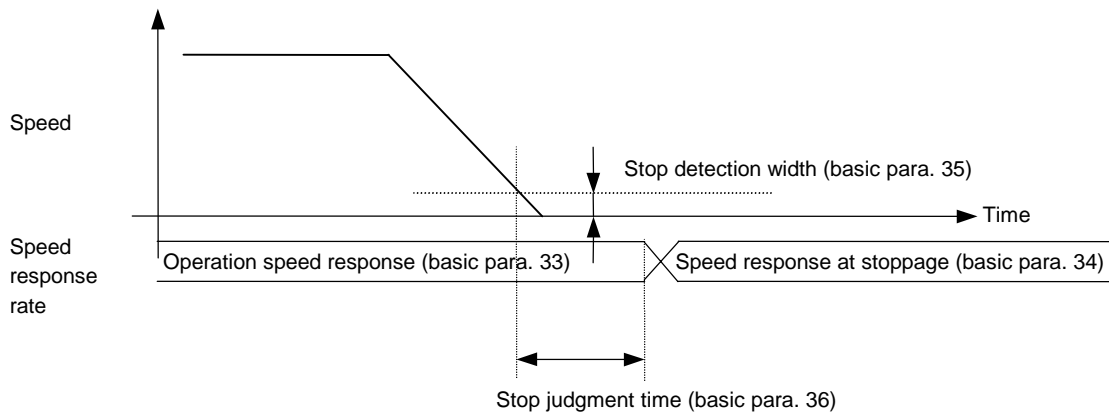 Speed
Stop detection width (basic para. 35)
Time
Speed
response
rate
Operation speed response (basic para. 33)
Speed response at stoppage (basic para. 34)
Stop judgment time (basic para. 36)